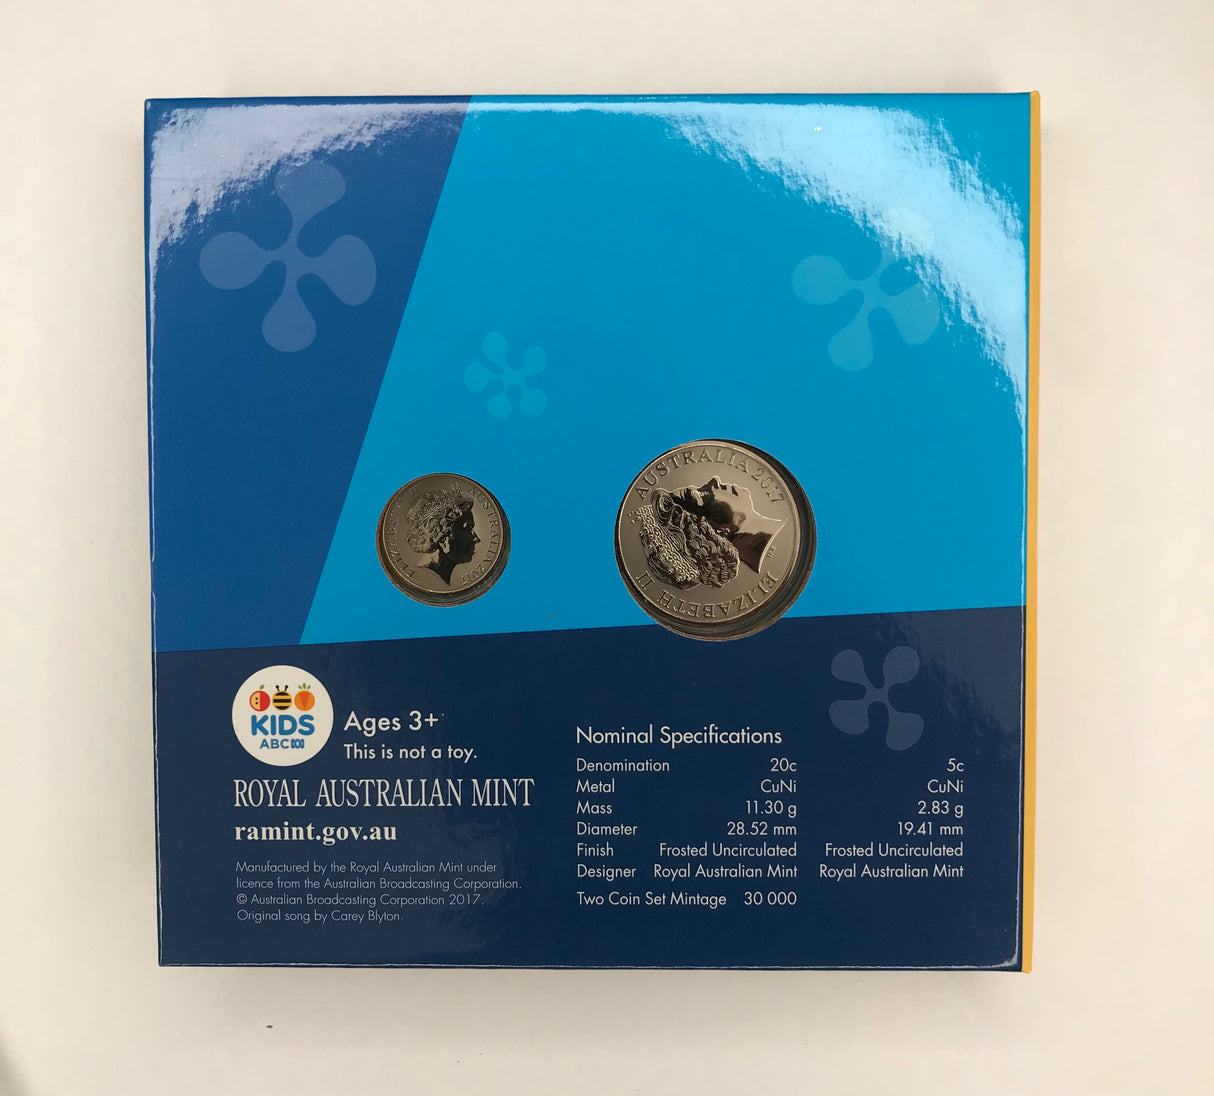 ELIZABETH II AUSTRALIA 2017
AUSTRALIA 2017
ELIZABETH II
KIDS
ABC
Ages 3+
This is not a toy.
ROYAL AUSTRALIAN MINT
ramint.gov.au
Manufactured by the Royal Australian Mint under
licence from the Australian Broadcasting Corporation.
© Australian Broadcasting Corporation 2017.
Original song by Carey Blyton.
Nominal Specifications
Denomination 20c 5c
Metal CuNi CuNi
Mass 11.30 g 2.83 g
Diameter 28.52 mm 19.41 mm
Finish Frosted Uncirculated Frosted Uncirculated
Designer Royal Australian Mint Royal Australian Mint
Two Coin Set Mintage 30 000